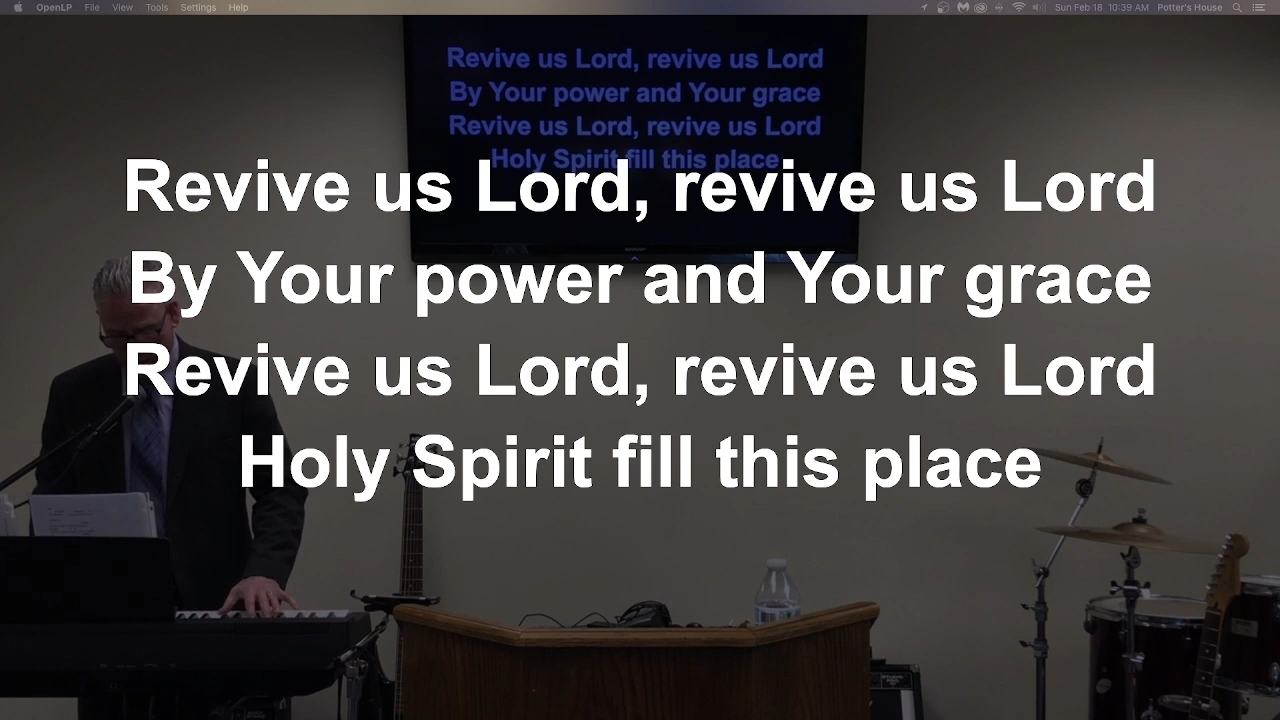 OpenLP File View Tools Settings Help Sun Feb 18 10:39 AM Potter's House
Revive us Lord, revive us Lord
By Your power and Your grace
Revive us Lord, revive us Lord
Holy Spirit fill this place
Revive us Lord, revive us Lord
By Your power and Your grace
Revive us Lord, revive us Lord
Holy Spirit fill this place